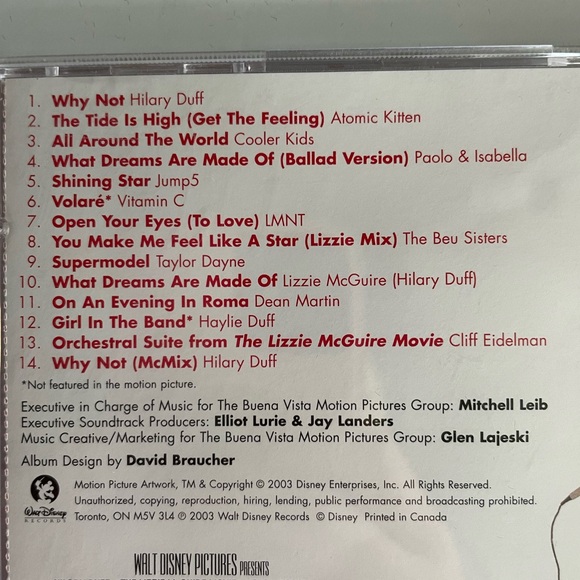 1. Why Not Hilary Duff
2. The Tide Is High (Get The Feeling) Atomic Kitten
3. All Around The World Cooler Kids
4. What Dreams Are Made Of (Ballad Version) Paolo & Isabella
5. Shining Star Jump5
6. Volaré* Vitamin C
7. Open Your Eyes (To Love) LMNT
8. You Make Me Feel Like A Star (Lizzie Mix) The Beu Sisters
9. Supermodel Taylor Dayne
10. What Dreams Are Made Of Lizzie McGuire (Hilary Duff)
11. On An Evening In Roma Dean Martin
12. Girl In The Band* Haylie Duff
13. Orchestral Suite from The Lizzie McGuire Movie Cliff Eidelman
14. Why Not (McMix) Hilary Duff
*Not featured in the motion picture.
Executive in Charge of Music for The Buena Vista Motion Pictures Group: Mitchell Leib
Executive Soundtrack Producers: Elliot Lurie & Jay Landers
Music Creative/Marketing for The Buena Vista Motion Pictures Group: Glen Lajeski
Album Design by David Braucher
Motion Picture Artwork, TM & Copyright © 2003 Disney Enterprises, Inc. All Rights Reserved.
Unauthorized, copying, reproduction, hiring, lending, public performance and broadcasting prohibited.
Toronto, ON M5V 3L4 ℗ 2003 Walt Disney Records © Disney Printed in Canada
Walt Disney
RECORDS
WALT DISNEY PICTURES PRESENTS